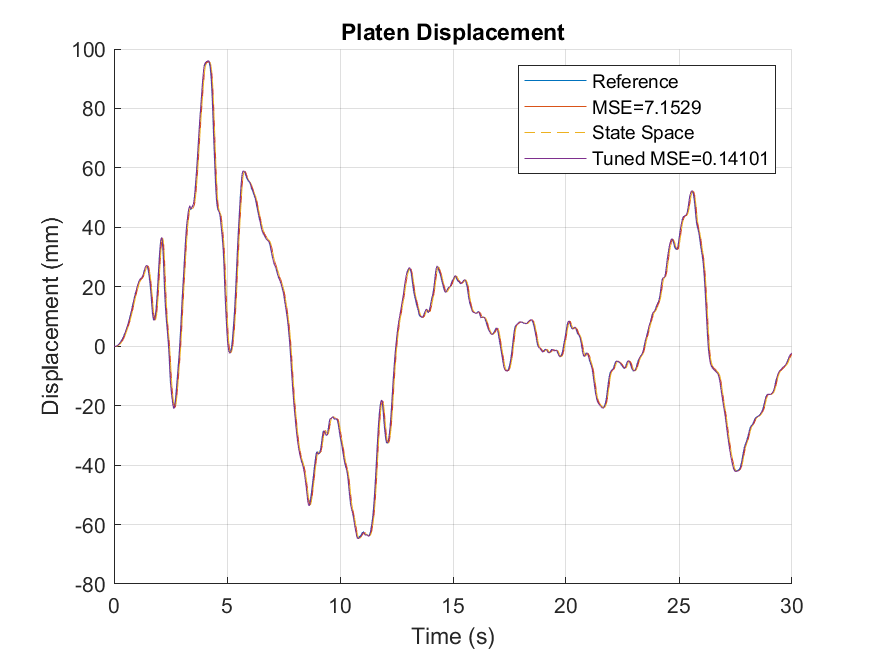 Platen Displacement
Reference
MSE=7.1529
State Space
Tuned MSE=0.14101
100
80
60
40
20
0
-20
-40
-60
-80
Displacement (mm)
0 5 10 15 20 25 30
Time (s)